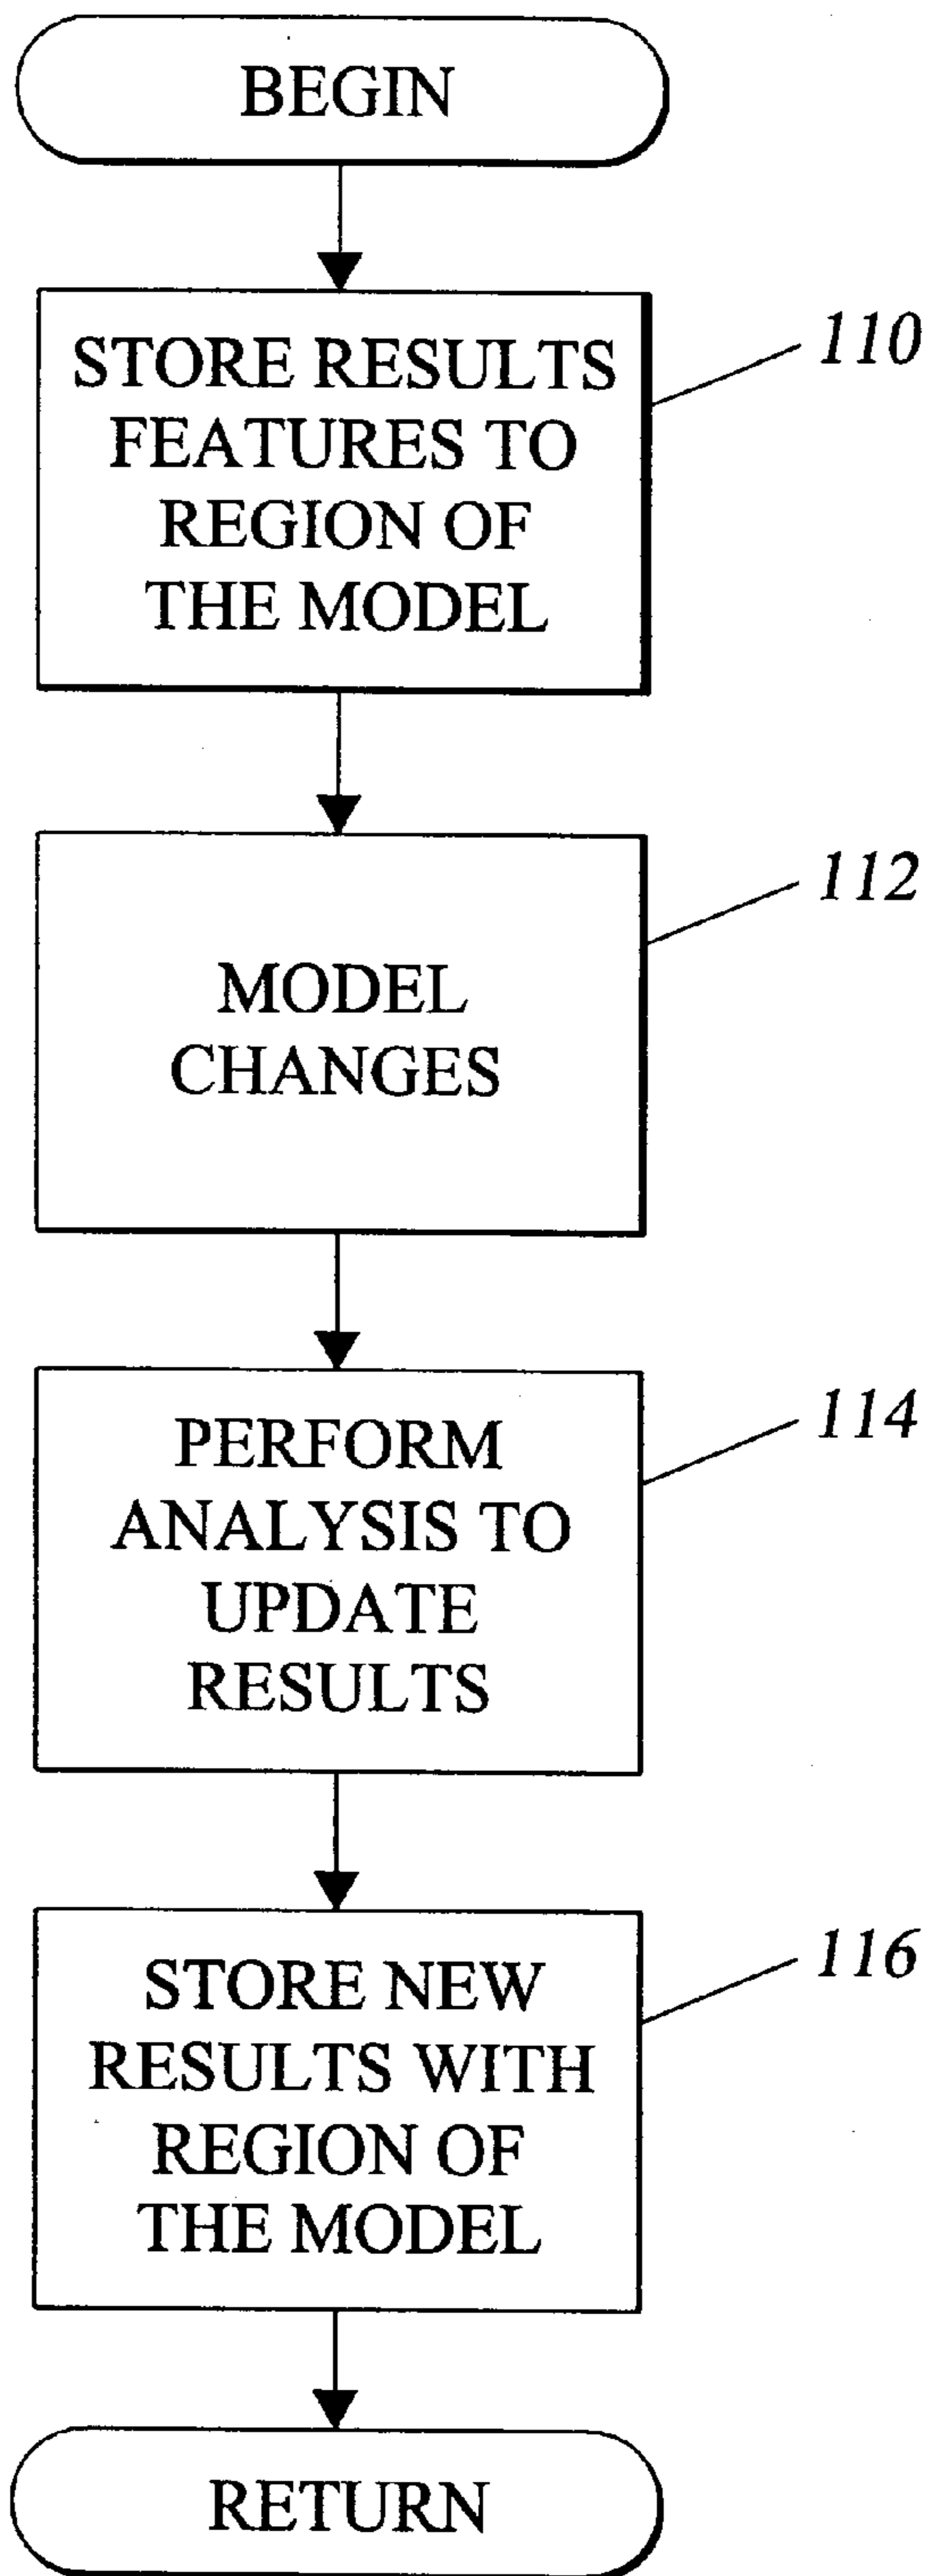 BEGIN
STORE RESULTS
FEATURES TO
REGION OF
THE MODEL
110
MODEL
CHANGES
112
PERFORM
ANALYSIS TO
UPDATE
RESULTS
114
STORE NEW
RESULTS WITH
REGION OF
THE MODEL
116
RETURN